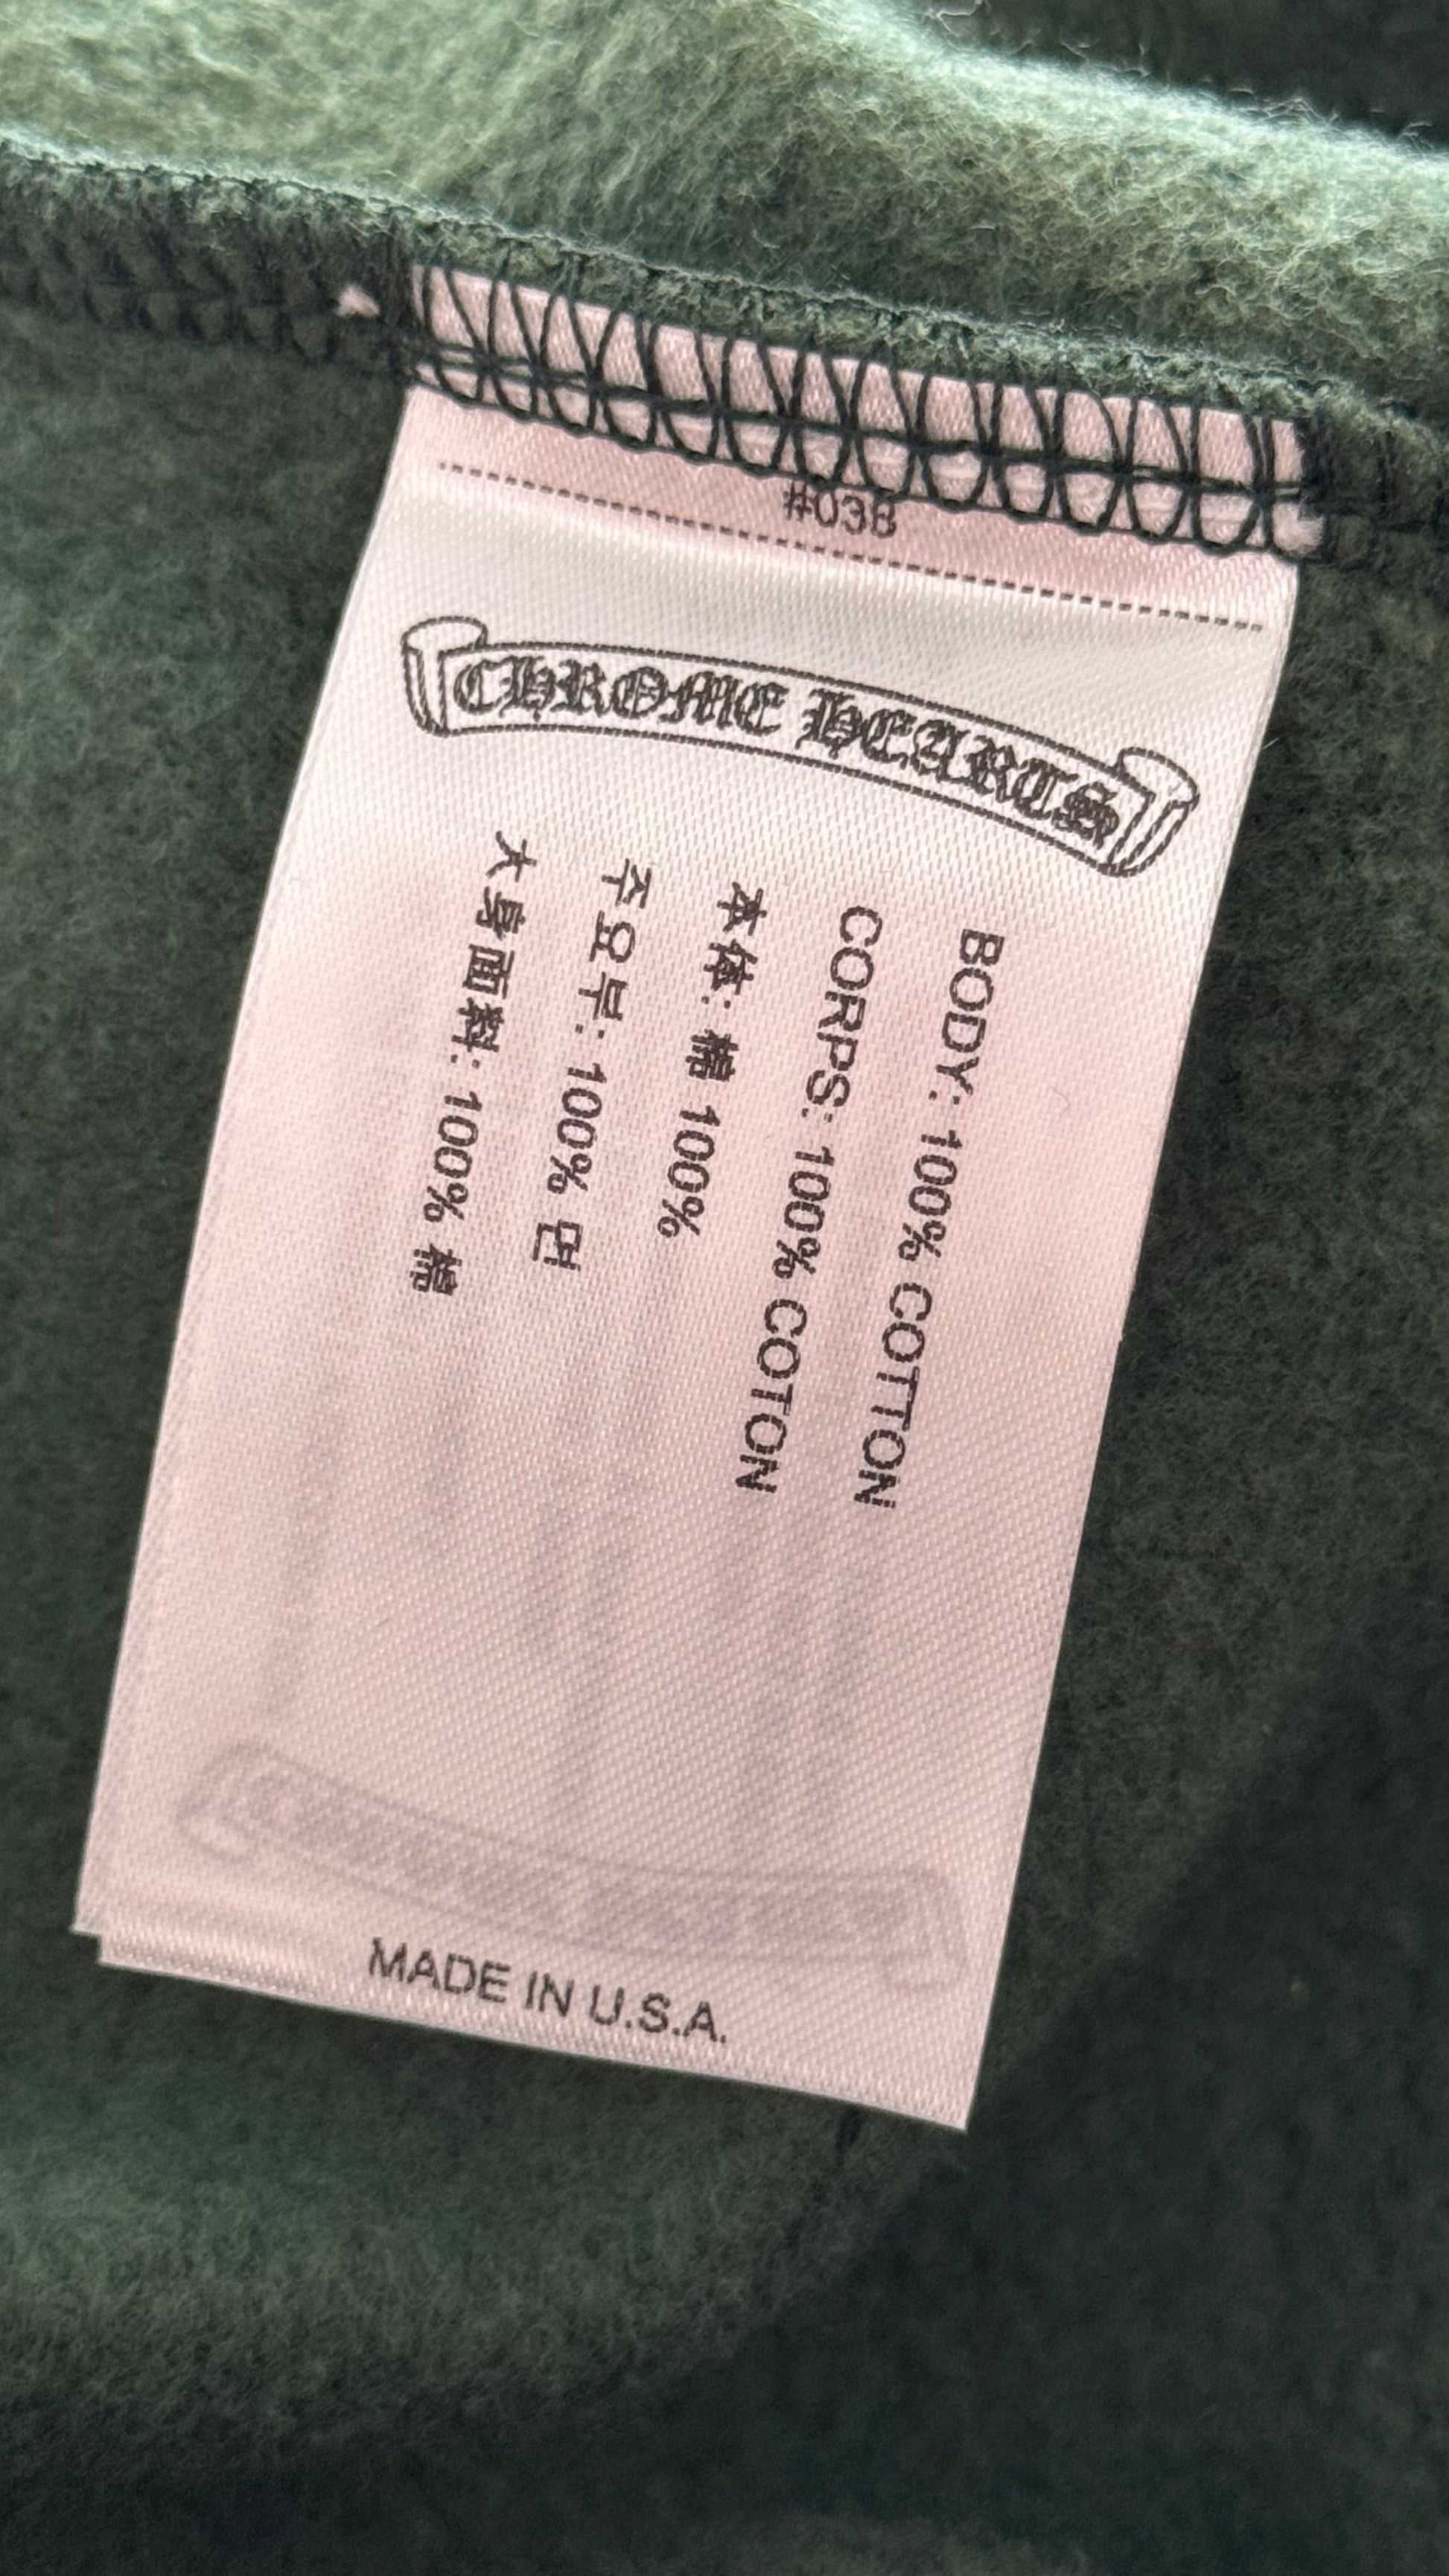 #038
CHROME HEARTS
BODY: 100% COTTON
CORPS: 100% COTON
本体: 棉 100%
주요부: 100% 면
大身面料: 100% 棉
MADE IN U.S.A.